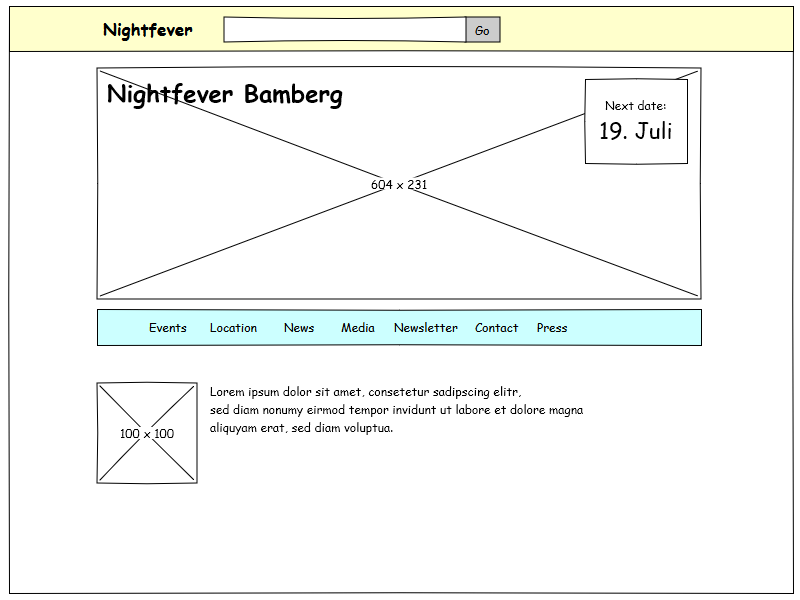 Nightfever
Go
Nightfever Bamberg
Next date:
19. Juli
604 x 231
Events Location News Media Newsletter Contact Press
100 x 100
Lorem ipsum dolor sit amet, consetetur sadipscing elitr,
sed diam nonumy eirmod tempor invidunt ut labore et dolore magna
aliquyam erat, sed diam voluptua.